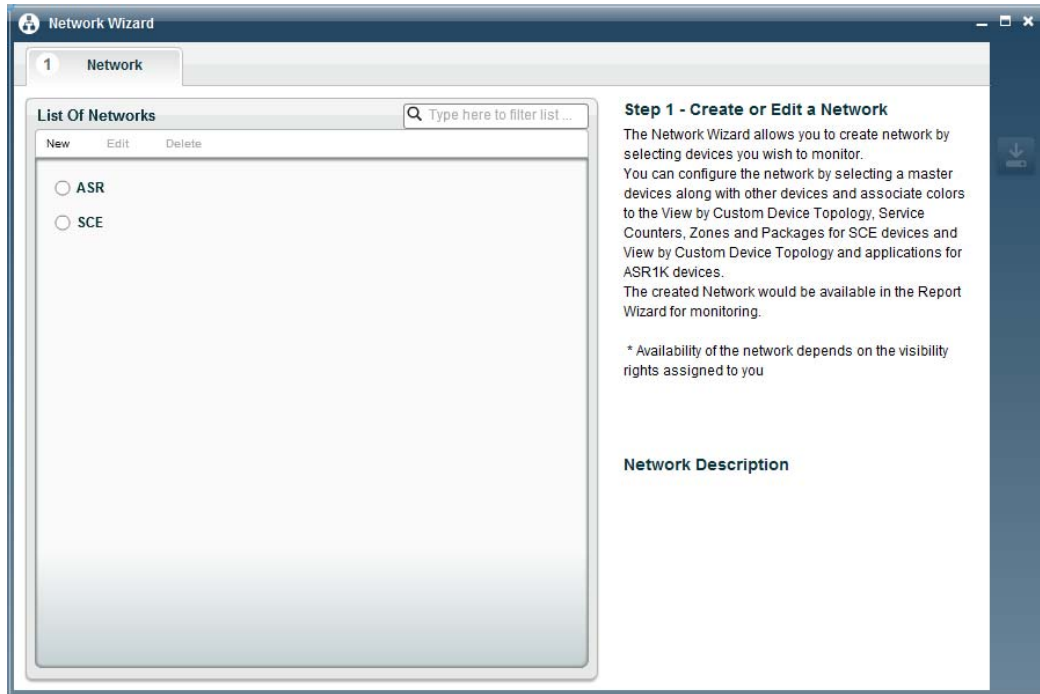 Network Wizard
1 Network
List Of Networks
Type here to filter list ...
New Edit Delete
ASR
SCE
Step 1 - Create or Edit a Network
The Network Wizard allows you to create network by
selecting devices you wish to monitor.
You can configure the network by selecting a master
devices along with other devices and associate colors
to the View by Custom Device Topology, Service
Counters, Zones and Packages for SCE devices and
View by Custom Device Topology and applications for
ASR1K devices.
The created Network would be available in the Report
Wizard for monitoring.
* Availability of the network depends on the visibility
rights assigned to you
Network Description